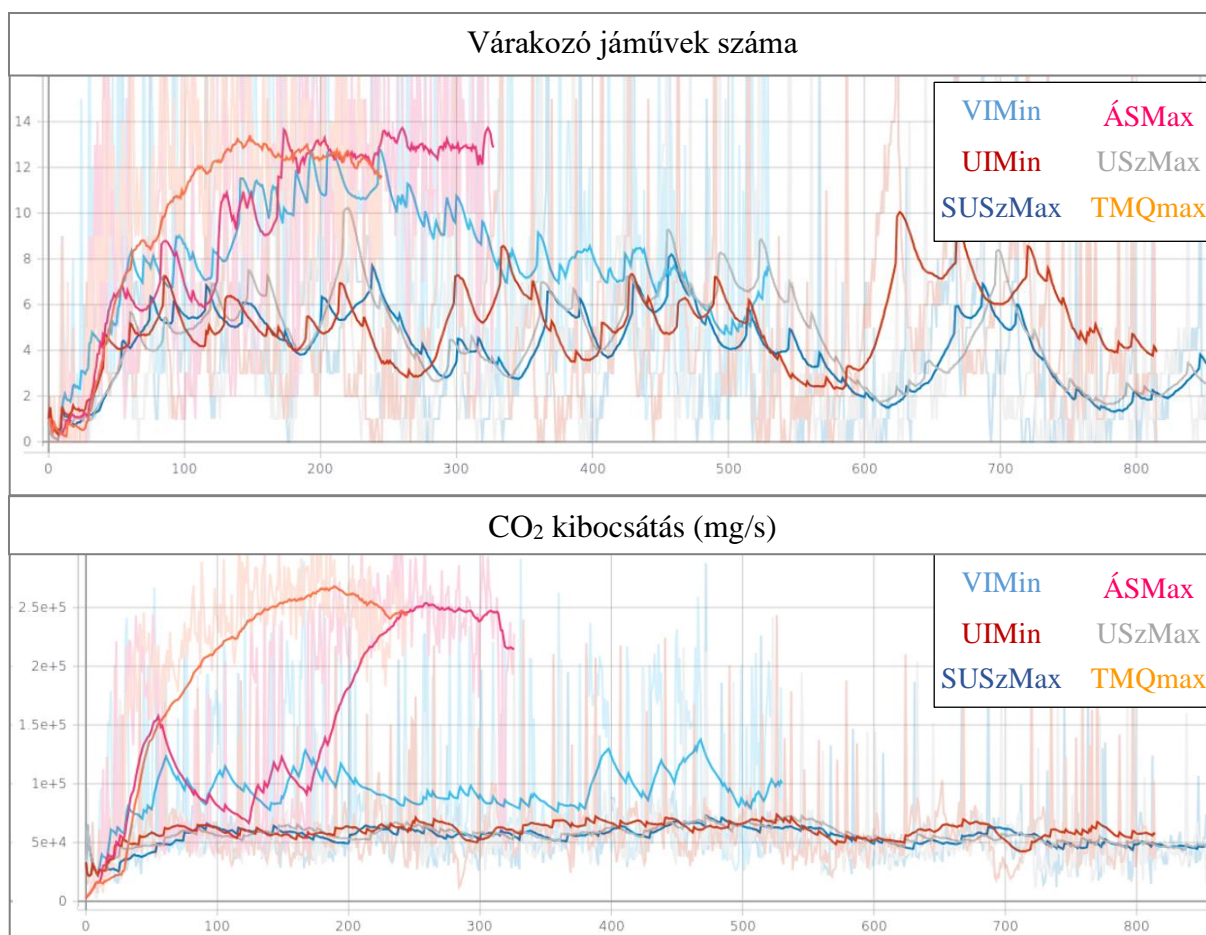 Várakozó jáművek száma
VIMin ÁSMax
UIMin USzMax
SUSzMax TMQmax
14
12
10
8
6
4
2
0
0 100 200 300 400 500 600 700 800
CO₂ kibocsátás (mg/s)
VIMin ÁSMax
UIMin USzMax
SUSzMax TMQmax
2.5e+5
2e+5
1.5e+5
1e+5
5e+4
0
0 100 200 300 400 500 600 700 800